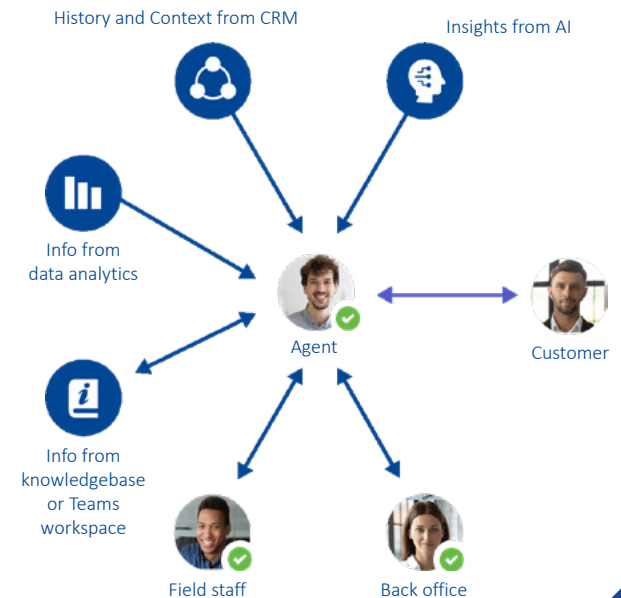 History and Context from CRM
Insights from AI
Info from
data analytics
Agent
Customer
Info from
knowledgebase
or Teams
workspace
Field staff
Back office